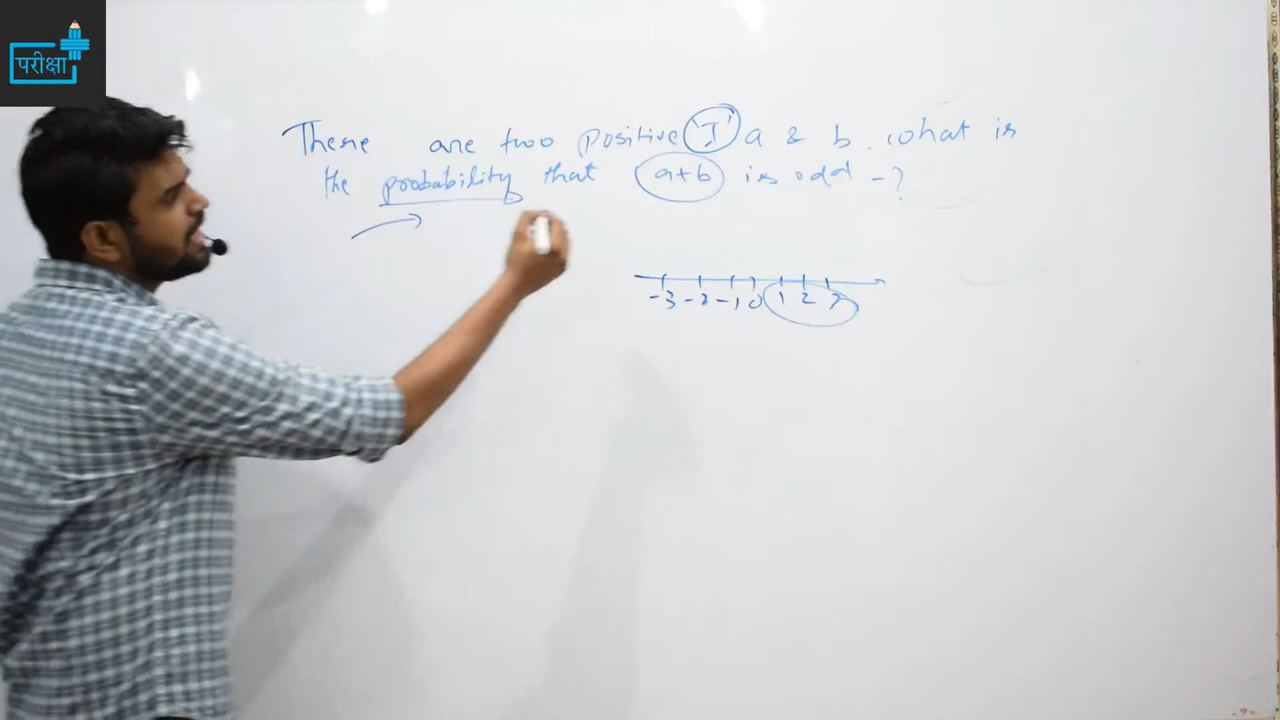 परीक्षा
There are two positive 'I' a & b. what is
the probability that a+b is odd - ?
-3 -2 -1 0 1 2 3